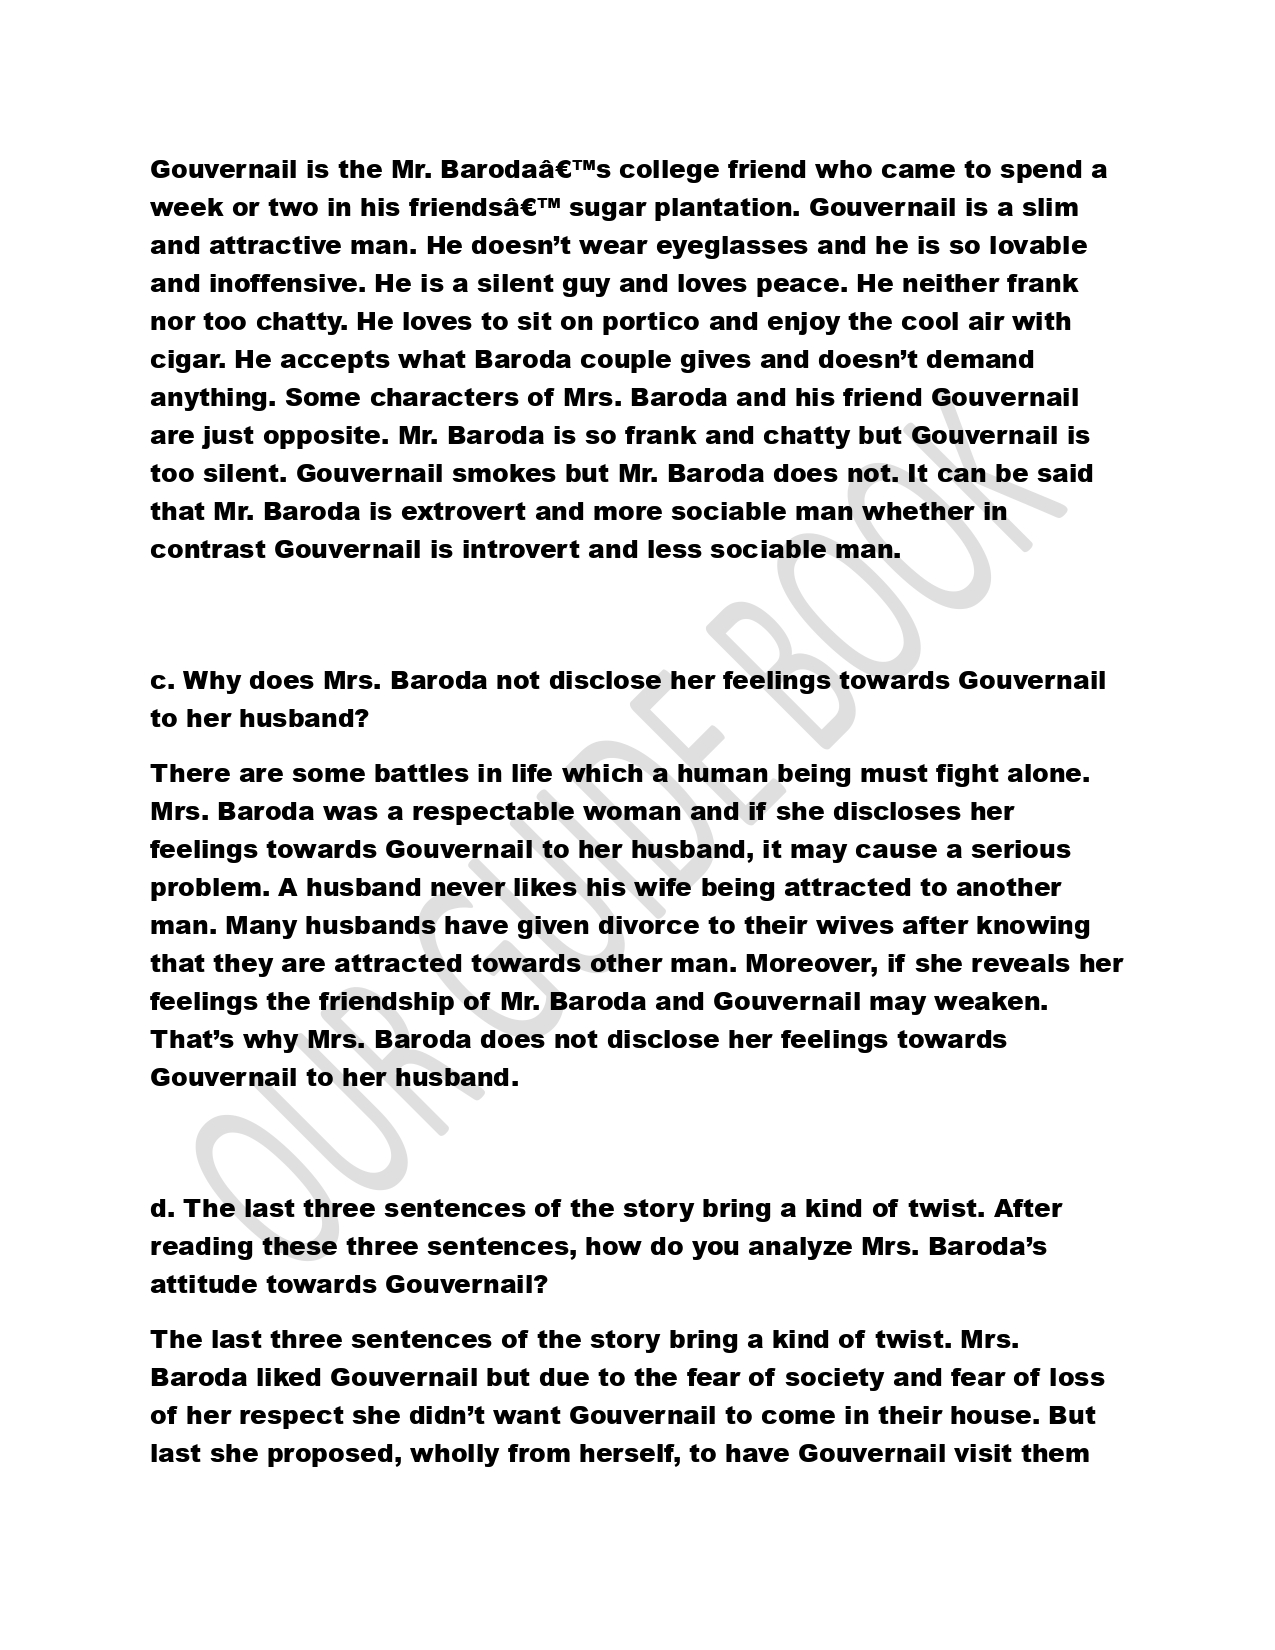 Gouvernail is the Mr. Barodaâ€™s college friend who came to spend a
week or two in his friendsâ€™ sugar plantation. Gouvernail is a slim
and attractive man. He doesn’t wear eyeglasses and he is so lovable
and inoffensive. He is a silent guy and loves peace. He neither frank
nor too chatty. He loves to sit on portico and enjoy the cool air with
cigar. He accepts what Baroda couple gives and doesn’t demand
anything. Some characters of Mrs. Baroda and his friend Gouvernail
are just opposite. Mr. Baroda is so frank and chatty but Gouvernail is
too silent. Gouvernail smokes but Mr. Baroda does not. It can be said
that Mr. Baroda is extrovert and more sociable man whether in
contrast Gouvernail is introvert and less sociable man.
c. Why does Mrs. Baroda not disclose her feelings towards Gouvernail
to her husband?
There are some battles in life which a human being must fight alone.
Mrs. Baroda was a respectable woman and if she discloses her
feelings towards Gouvernail to her husband, it may cause a serious
problem. A husband never likes his wife being attracted to another
man. Many husbands have given divorce to their wives after knowing
that they are attracted towards other man. Moreover, if she reveals her
feelings the friendship of Mr. Baroda and Gouvernail may weaken.
That’s why Mrs. Baroda does not disclose her feelings towards
Gouvernail to her husband.
d. The last three sentences of the story bring a kind of twist. After
reading these three sentences, how do you analyze Mrs. Baroda’s
attitude towards Gouvernail?
The last three sentences of the story bring a kind of twist. Mrs.
Baroda liked Gouvernail but due to the fear of society and fear of loss
of her respect she didn’t want Gouvernail to come in their house. But
last she proposed, wholly from herself, to have Gouvernail visit them
OUR GUIDE BOOK